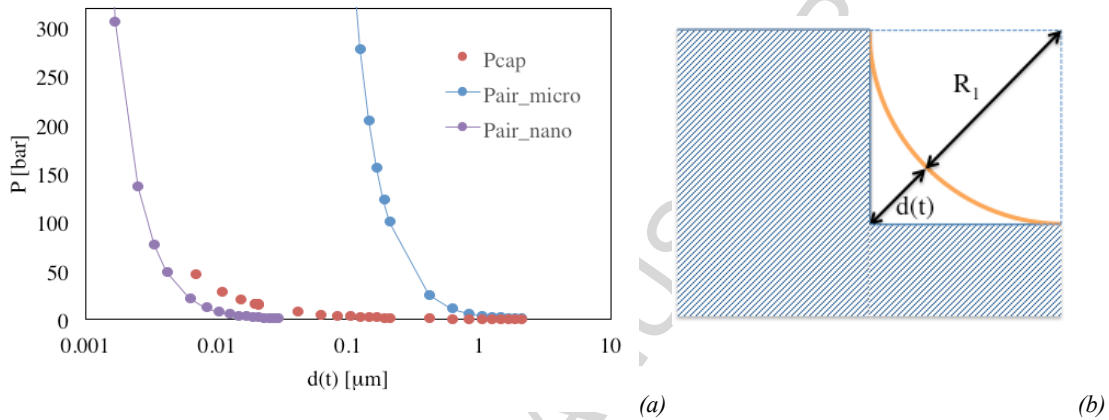 300
250
200
150
100
50
0
P [bar]
Pcap
Pair_micro
Pair_nano
0.001
0.01
0.1
1
10
d(t) [μm]
(a)
R1
d(t)
(b)